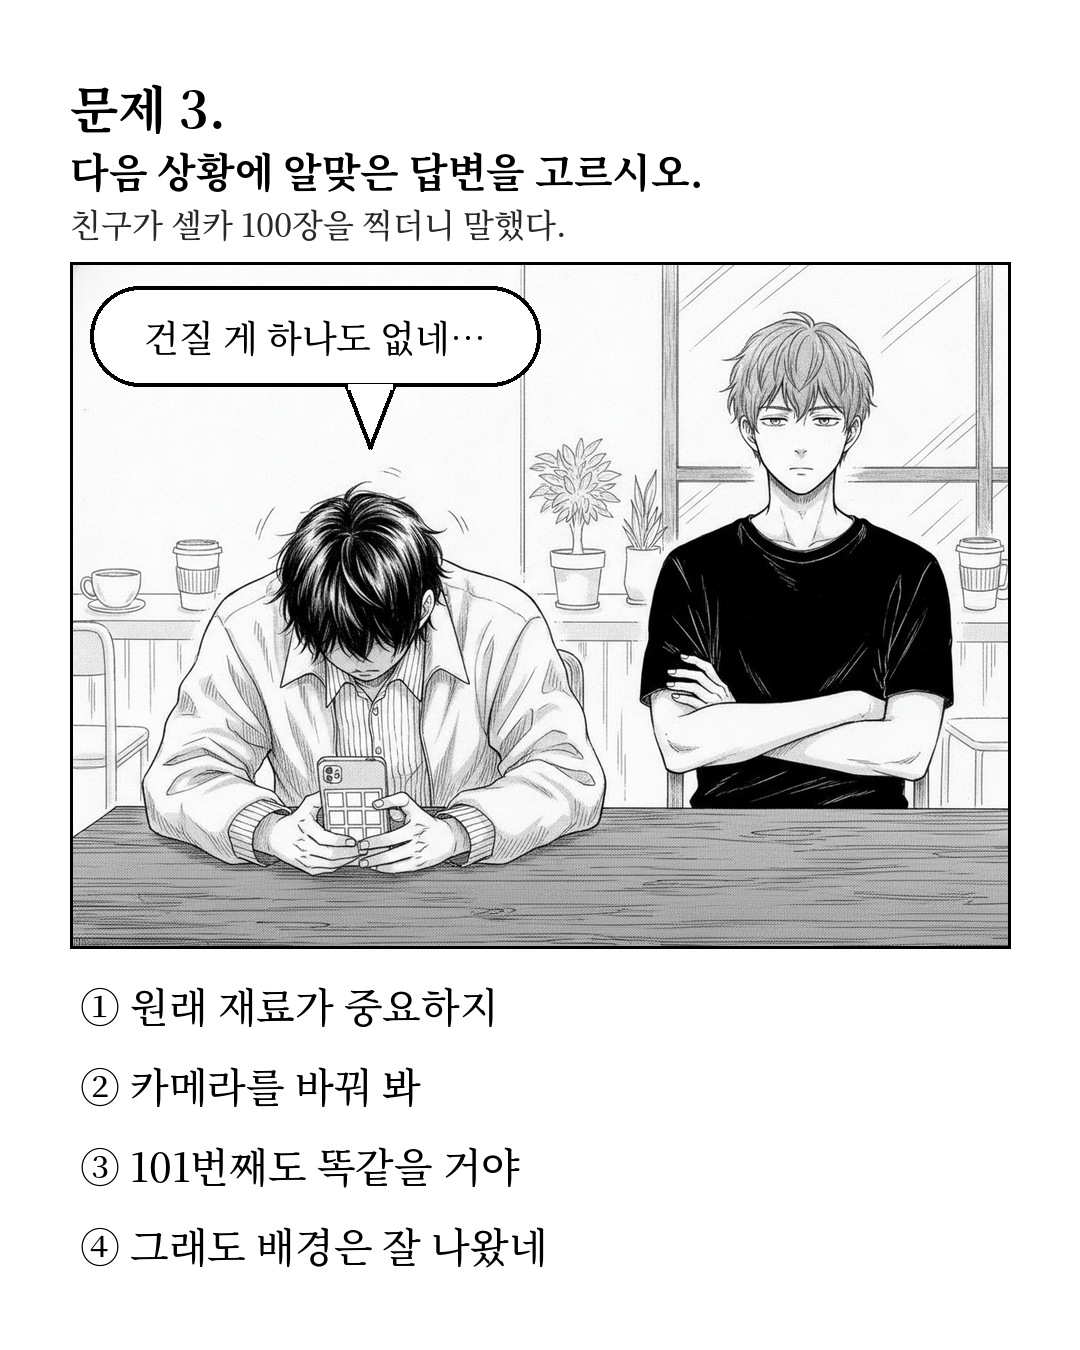 문제 3.
다음 상황에 알맞은 답변을 고르시오.
친구가 셀카 100장을 찍더니 말했다.
건질 게 하나도 없네…
① 원래 재료가 중요하지
② 카메라를 바꿔 봐
③ 101번째도 똑같을 거야
④ 그래도 배경은 잘 나왔네